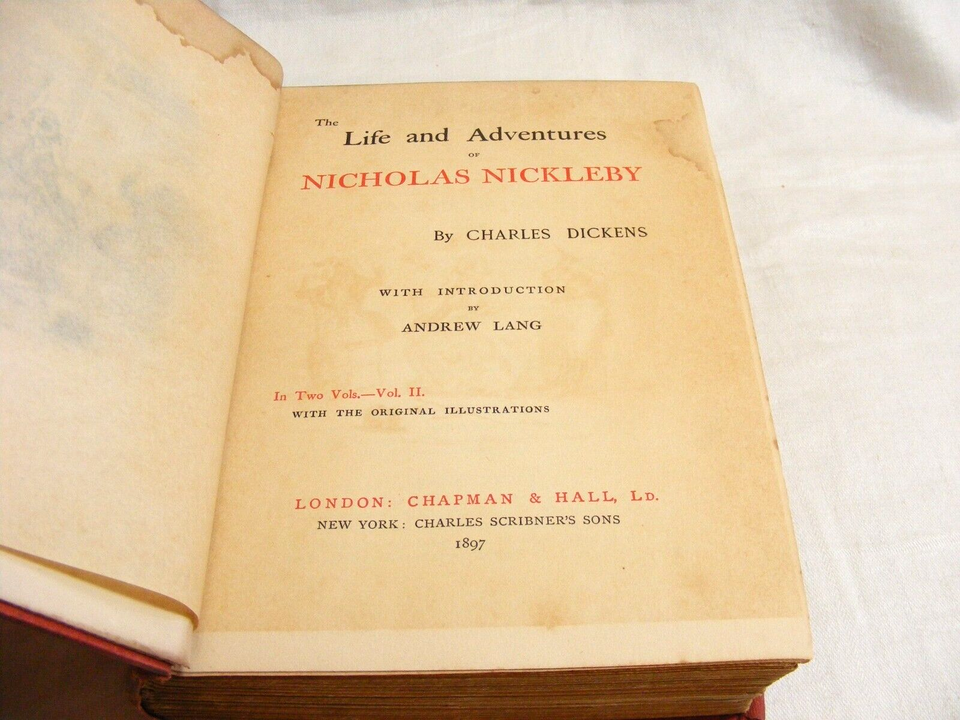 The
Life and Adventures
OF
NICHOLAS NICKLEBY
By CHARLES DICKENS
WITH INTRODUCTION
BY
ANDREW LANG
In Two Vols.—Vol. II.
WITH THE ORIGINAL ILLUSTRATIONS
LONDON: CHAPMAN & HALL, LD.
NEW YORK: CHARLES SCRIBNER'S SONS
1897